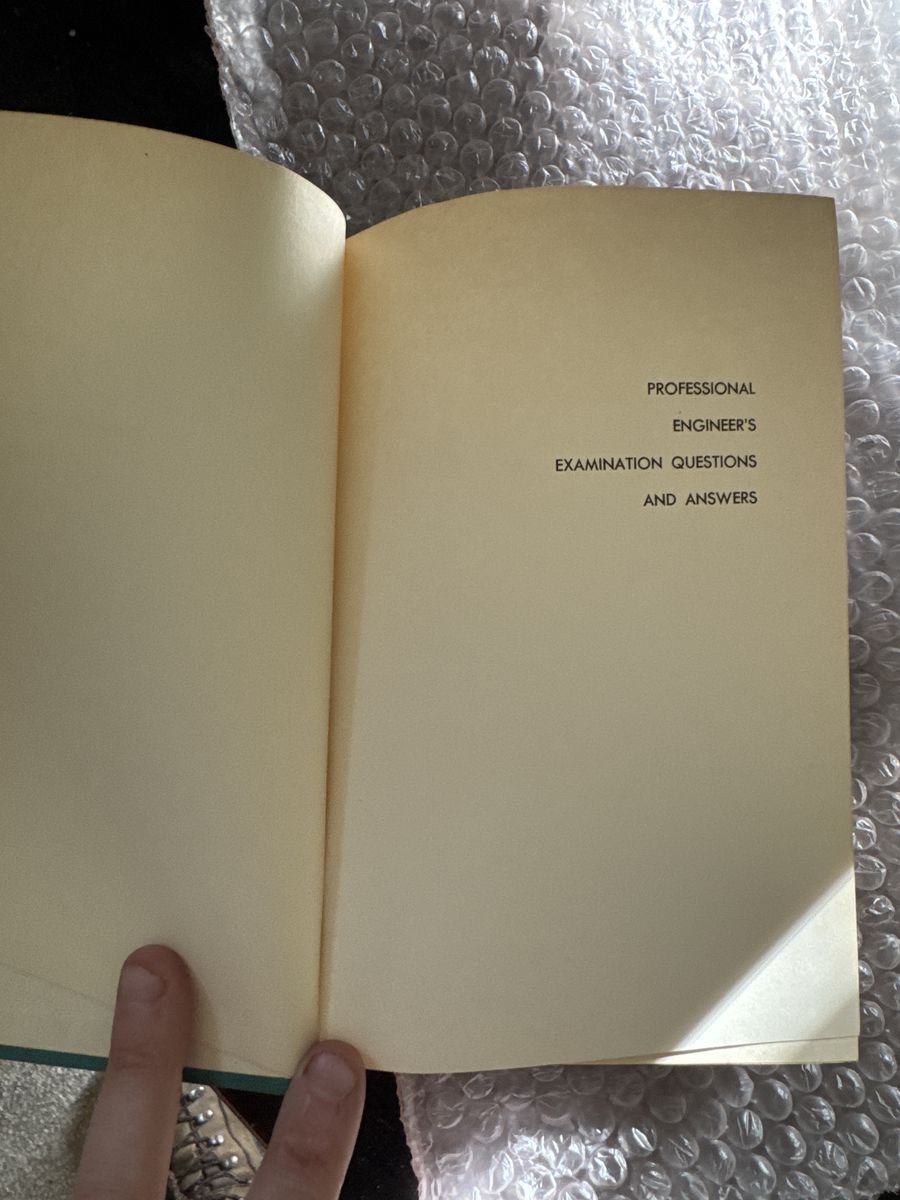 PROFESSIONAL
ENGINEER'S
EXAMINATION QUESTIONS
AND ANSWERS